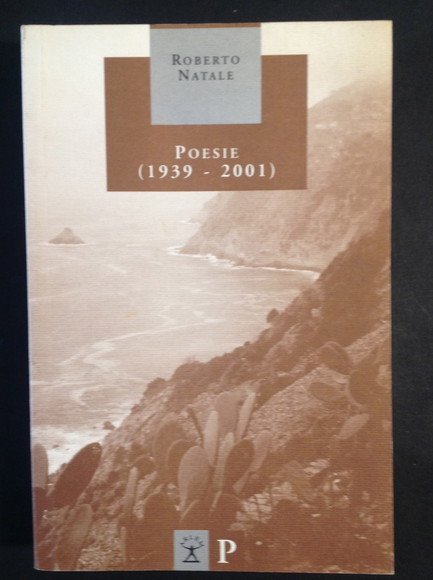 ROBERTO
NATALE
POESIE
(1939 - 2001)
P